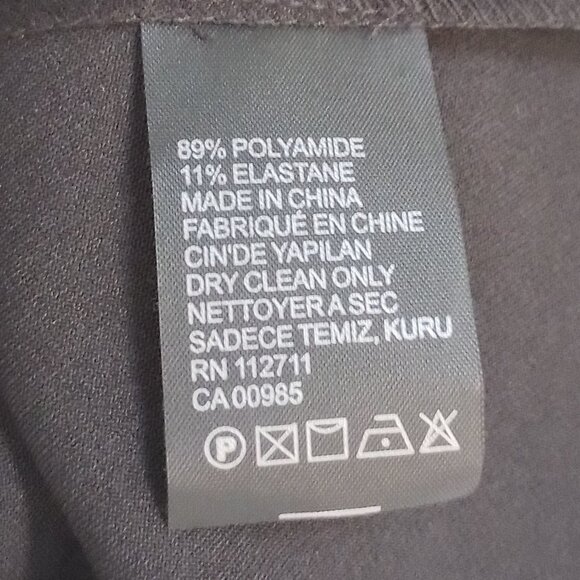 89% POLYAMIDE
11% ELASTANE
MADE IN CHINA
FABRIQUÉ EN CHINE
CIN'DE YAPILAN
DRY CLEAN ONLY
NETTOYER A SEC
SADECE TEMIZ, KURU
RN 112711
CA 00985
P